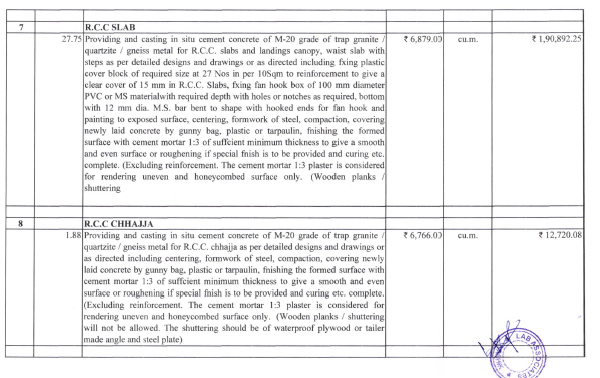 7 R.C.C SLAB
27.75 Providing and casting in situ cement concrete of M-20 grade of trap granite / ₹ 6,879.00 cu.m. ₹ 1,90,892.25
quartzite / gneiss metal for R.C.C. slabs and landings canopy, waist slab with
steps as per detailed designs and drawings or as directed including fxing plastic
cover block of required size at 27 Nos in per 10Sqm to reinforcement to give a
clear cover of 15 mm in R.C.C. Slabs, fxing fan hook box of 100 mm diameter
PVC or MS materialwith required depth with holes or notches as required, bottom
with 12 mm dia. M.S. bar bent to shape with hooked ends for fan hook and
painting to exposed surface, centering, formwork of steel, compaction, covering
newly laid concrete by gunny bag, plastic or tarpaulin, fnishing the formed
surface with cement mortar 1:3 of suffcient minimum thickness to give a smooth
and even surface or roughening if special fnish is to be provided and curing etc.
complete. (Excluding reinforcement. The cement mortar 1:3 plaster is considered
for rendering uneven and honeycombed surface only. (Wooden planks /
shuttering
8 R.C.C CHHAJJA
1.88 Providing and casting in situ cement concrete of M-20 grade of trap granite / ₹ 6,766.00 cu.m. ₹ 12,720.08
quartzite / gneiss metal for R.C.C. chhajja as per detailed designs and drawings or
as directed including centering, formwork of steel, compaction, covering newly
laid concrete by gunny bag, plastic or tarpaulin, fnishing the formed surface with
cement mortar 1:3 of suffcient minimum thickness to give a smooth and even
surface or roughening if special fnish is to be provided and curing etc. complete.
(Excluding reinforcement. The cement mortar 1:3 plaster is considered for
rendering uneven and honeycombed surface only. (Wooden planks / shuttering
will not be allowed. The shuttering should be of waterproof plywood or tailer
made angle and steel plate)
LAB ASSOCIATES